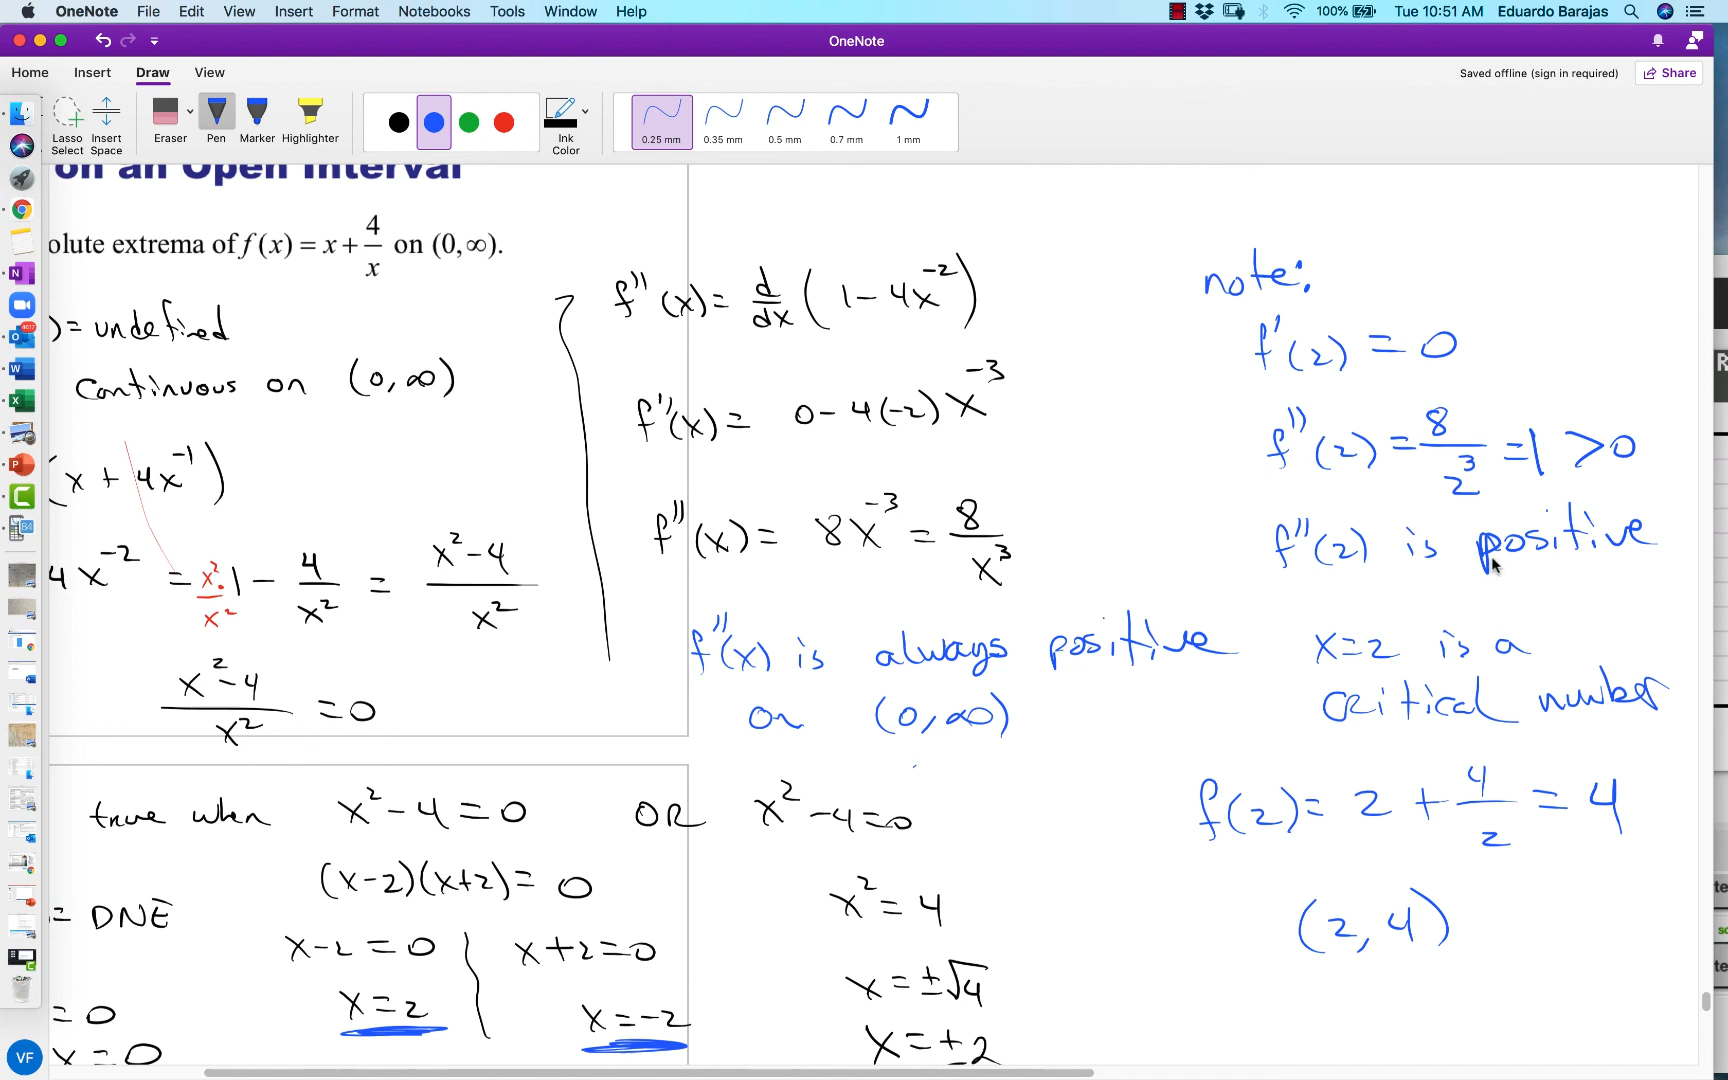 OneNote File Edit View Insert Format Notebooks Tools Window Help 100% Tue 10:51 AM Eduardo Barajas
OneNote
Home Insert Draw View Saved offline (sign in required) Share
Lasso Select Insert Space Eraser Pen Marker Highlighter Ink Color 0.25 mm 0.35 mm 0.5 mm 0.7 mm 1 mm
on an Open Interval
olute extrema of f(x) = x + 4/x on (0, ∞).
) = undefined
continuous on (0, ∞)
(x + 4x^-1)
4x^-2 = x²/x² · 1 - 4/x² = x²-4/x²
x²-4/x² = 0
true when x² - 4 = 0 OR x² - 4 = 0
(x-2)(x+2) = 0
= DNE
x-2 = 0 x+2 = 0
x = 2 x = -2
= 0
x = 0
x² = 4
x = ±√4
x = ±2
f''(x) = d/dx (1 - 4x^-2)
f''(x) = 0 - 4(-2)x^-3
f''(x) = 8x^-3 = 8/x³
f''(x) is always positive
on (0, ∞)
note:
f'(2) = 0
f''(2) = 8/2³ = 1 > 0
f''(2) is positive
x=2 is a
critical number
f(2) = 2 + 4/2 = 4
(2, 4)
VF